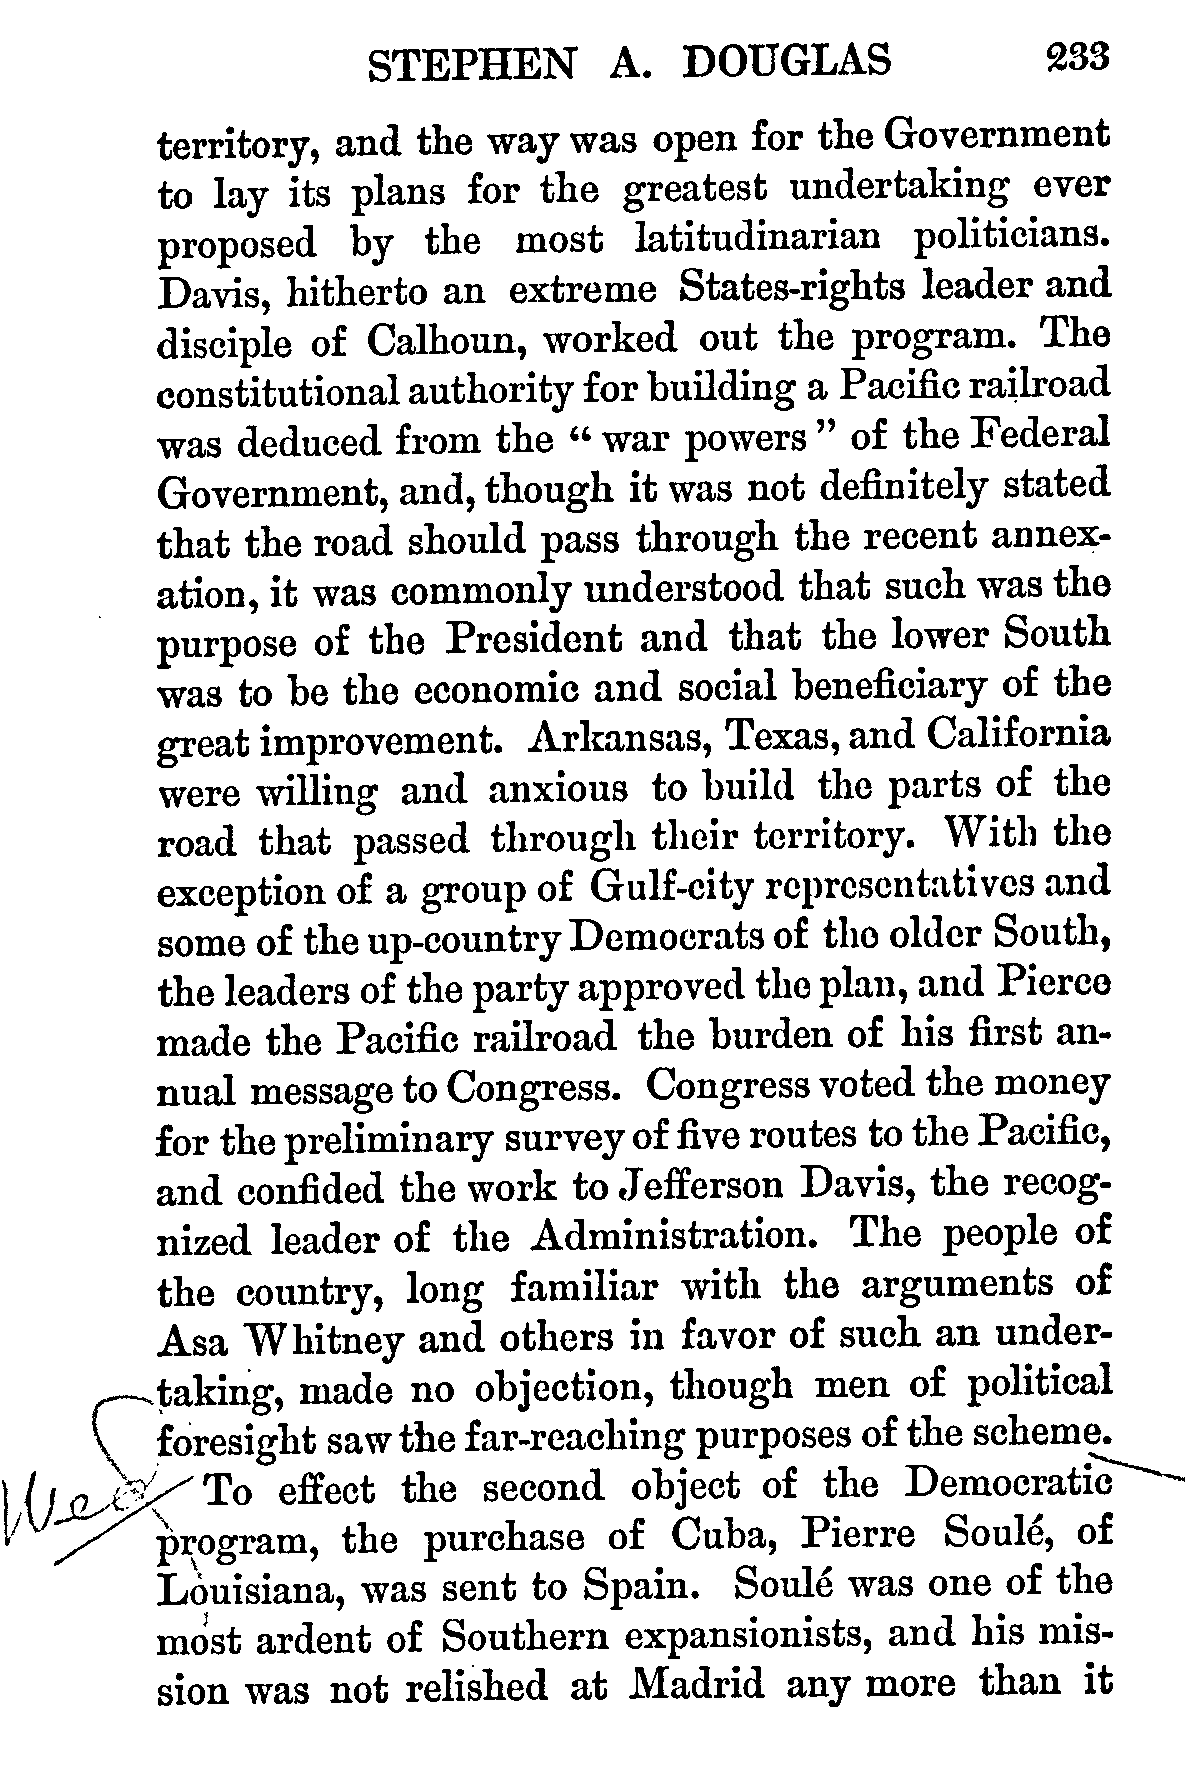 STEPHEN A. DOUGLAS 233
territory, and the way was open for the Government
to lay its plans for the greatest undertaking ever
proposed by the most latitudinarian politicians.
Davis, hitherto an extreme States-rights leader and
disciple of Calhoun, worked out the program. The
constitutional authority for building a Pacific railroad
was deduced from the “ war powers ” of the Federal
Government, and, though it was not definitely stated
that the road should pass through the recent annex-
ation, it was commonly understood that such was the
purpose of the President and that the lower South
was to be the economic and social beneficiary of the
great improvement. Arkansas, Texas, and California
were willing and anxious to build the parts of the
road that passed through their territory. With the
exception of a group of Gulf-city representatives and
some of the up-country Democrats of the older South,
the leaders of the party approved the plan, and Pierce
made the Pacific railroad the burden of his first an-
nual message to Congress. Congress voted the money
for the preliminary survey of five routes to the Pacific,
and confided the work to Jefferson Davis, the recog-
nized leader of the Administration. The people of
the country, long familiar with the arguments of
Asa Whitney and others in favor of such an under-
taking, made no objection, though men of political
foresight saw the far-reaching purposes of the scheme.
To effect the second object of the Democratic
program, the purchase of Cuba, Pierre Soulé, of
Louisiana, was sent to Spain. Soulé was one of the
most ardent of Southern expansionists, and his mis-
sion was not relished at Madrid any more than it